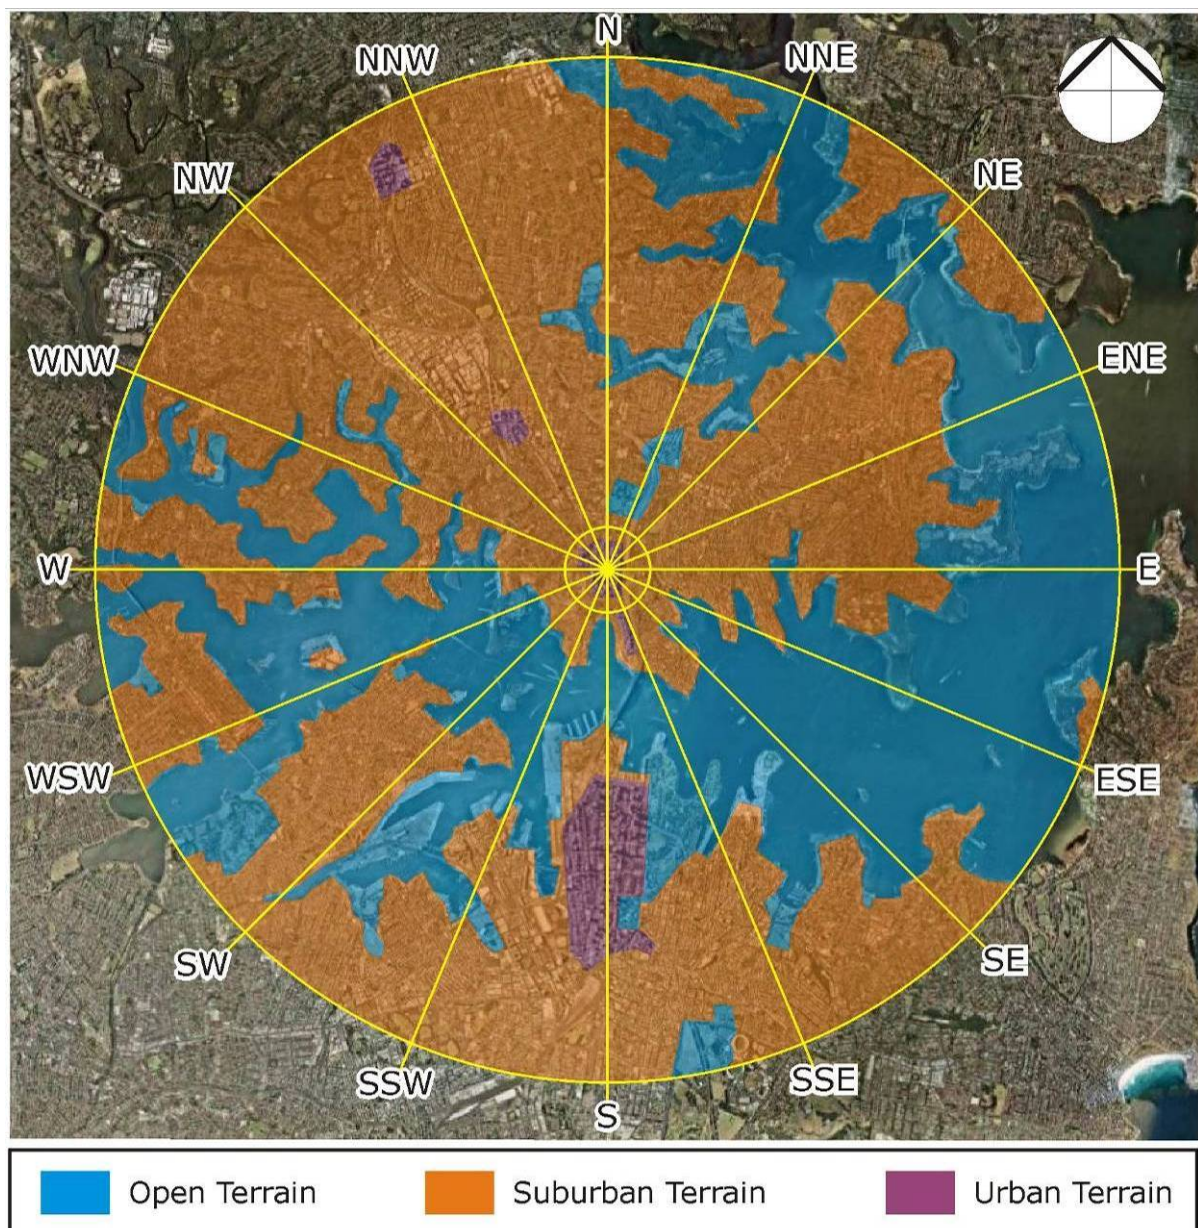 N
NNW
NNE
NW
NE
WNW
ENE
W
E
WSW
ESE
SW
SE
SSW
SSE
S
Open Terrain
Suburban Terrain
Urban Terrain